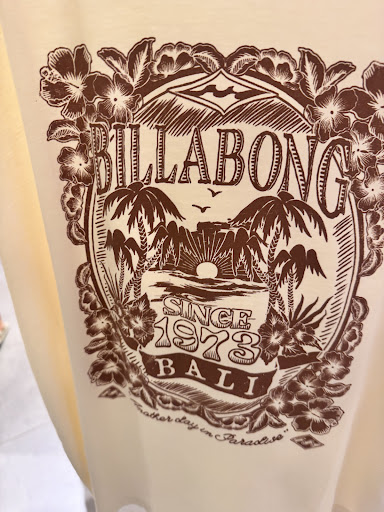 BILLABONG
SINCE
1973
BALI
another day in Paradise"